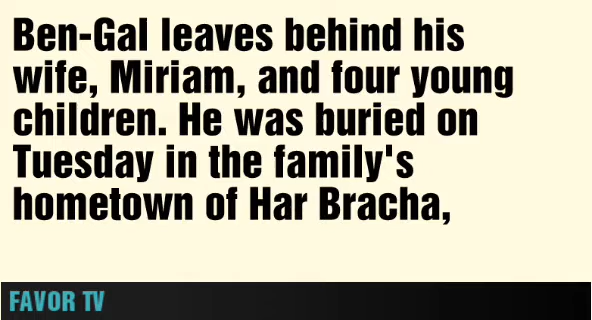 Ben-Gal leaves behind his
wife, Miriam, and four young
children. He was buried on
Tuesday in the family's
hometown of Har Bracha,
FAVOR TV